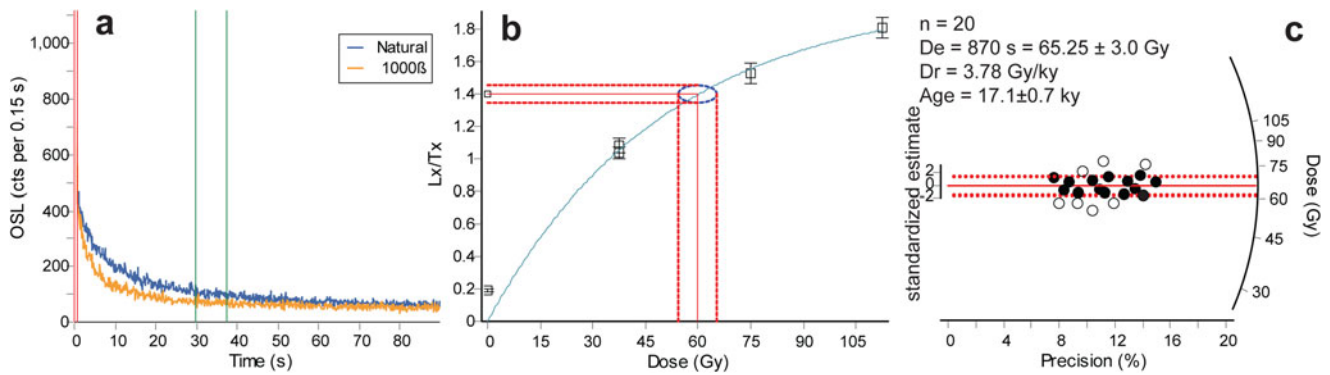 a
OSL (cts per 0.15 s)
1,000
800
600
400
200
0
Natural
1000ß
0 10 20 30 40 50 60 70 80
Time (s)
b
Lx/Tx
1.8
1.6
1.4
1.2
1
0.8
0.6
0.4
0.2
0
0 15 30 45 60 75 90 105
Dose (Gy)
c
n = 20
De = 870 s = 65.25 ± 3.0 Gy
Dr = 3.78 Gy/ky
Age = 17.1±0.7 ky
standardized estimate
2
0
-2
105
90
75
60
45
30
Dose (Gy)
0 4 8 12 16 20
Precision (%)